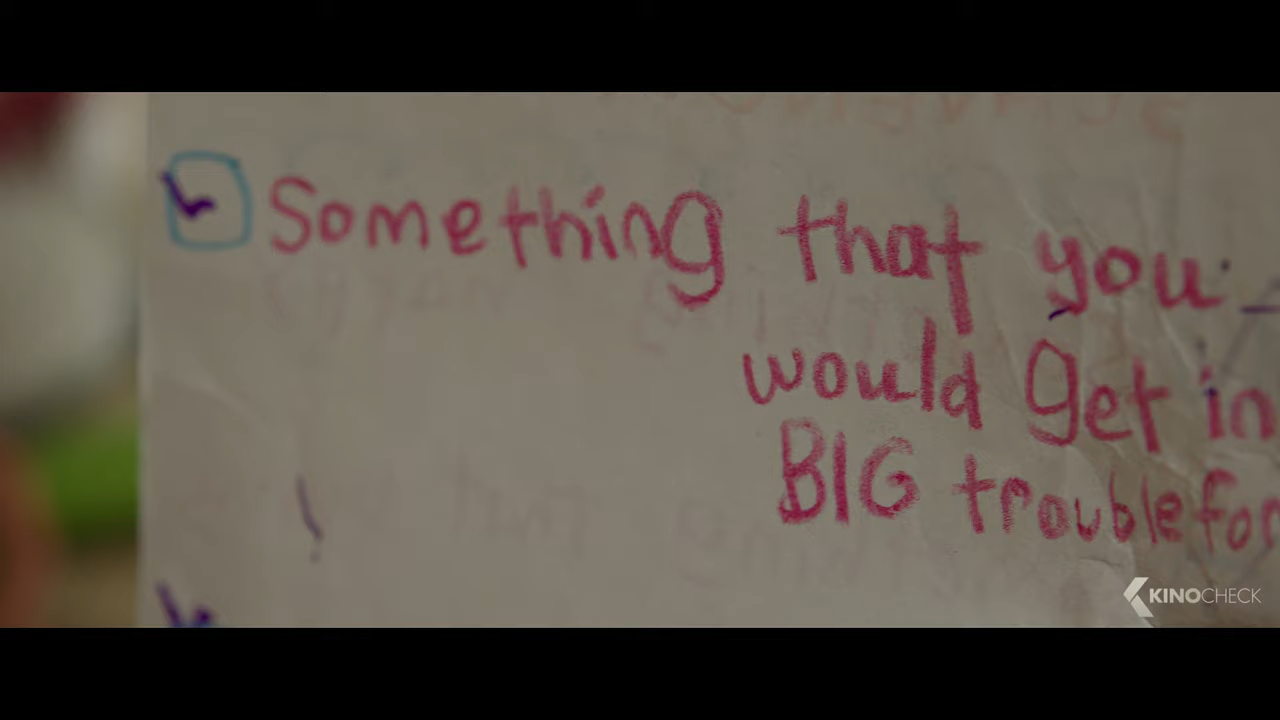 Something that you
would get in
BIG trouble for
KINOCHECK